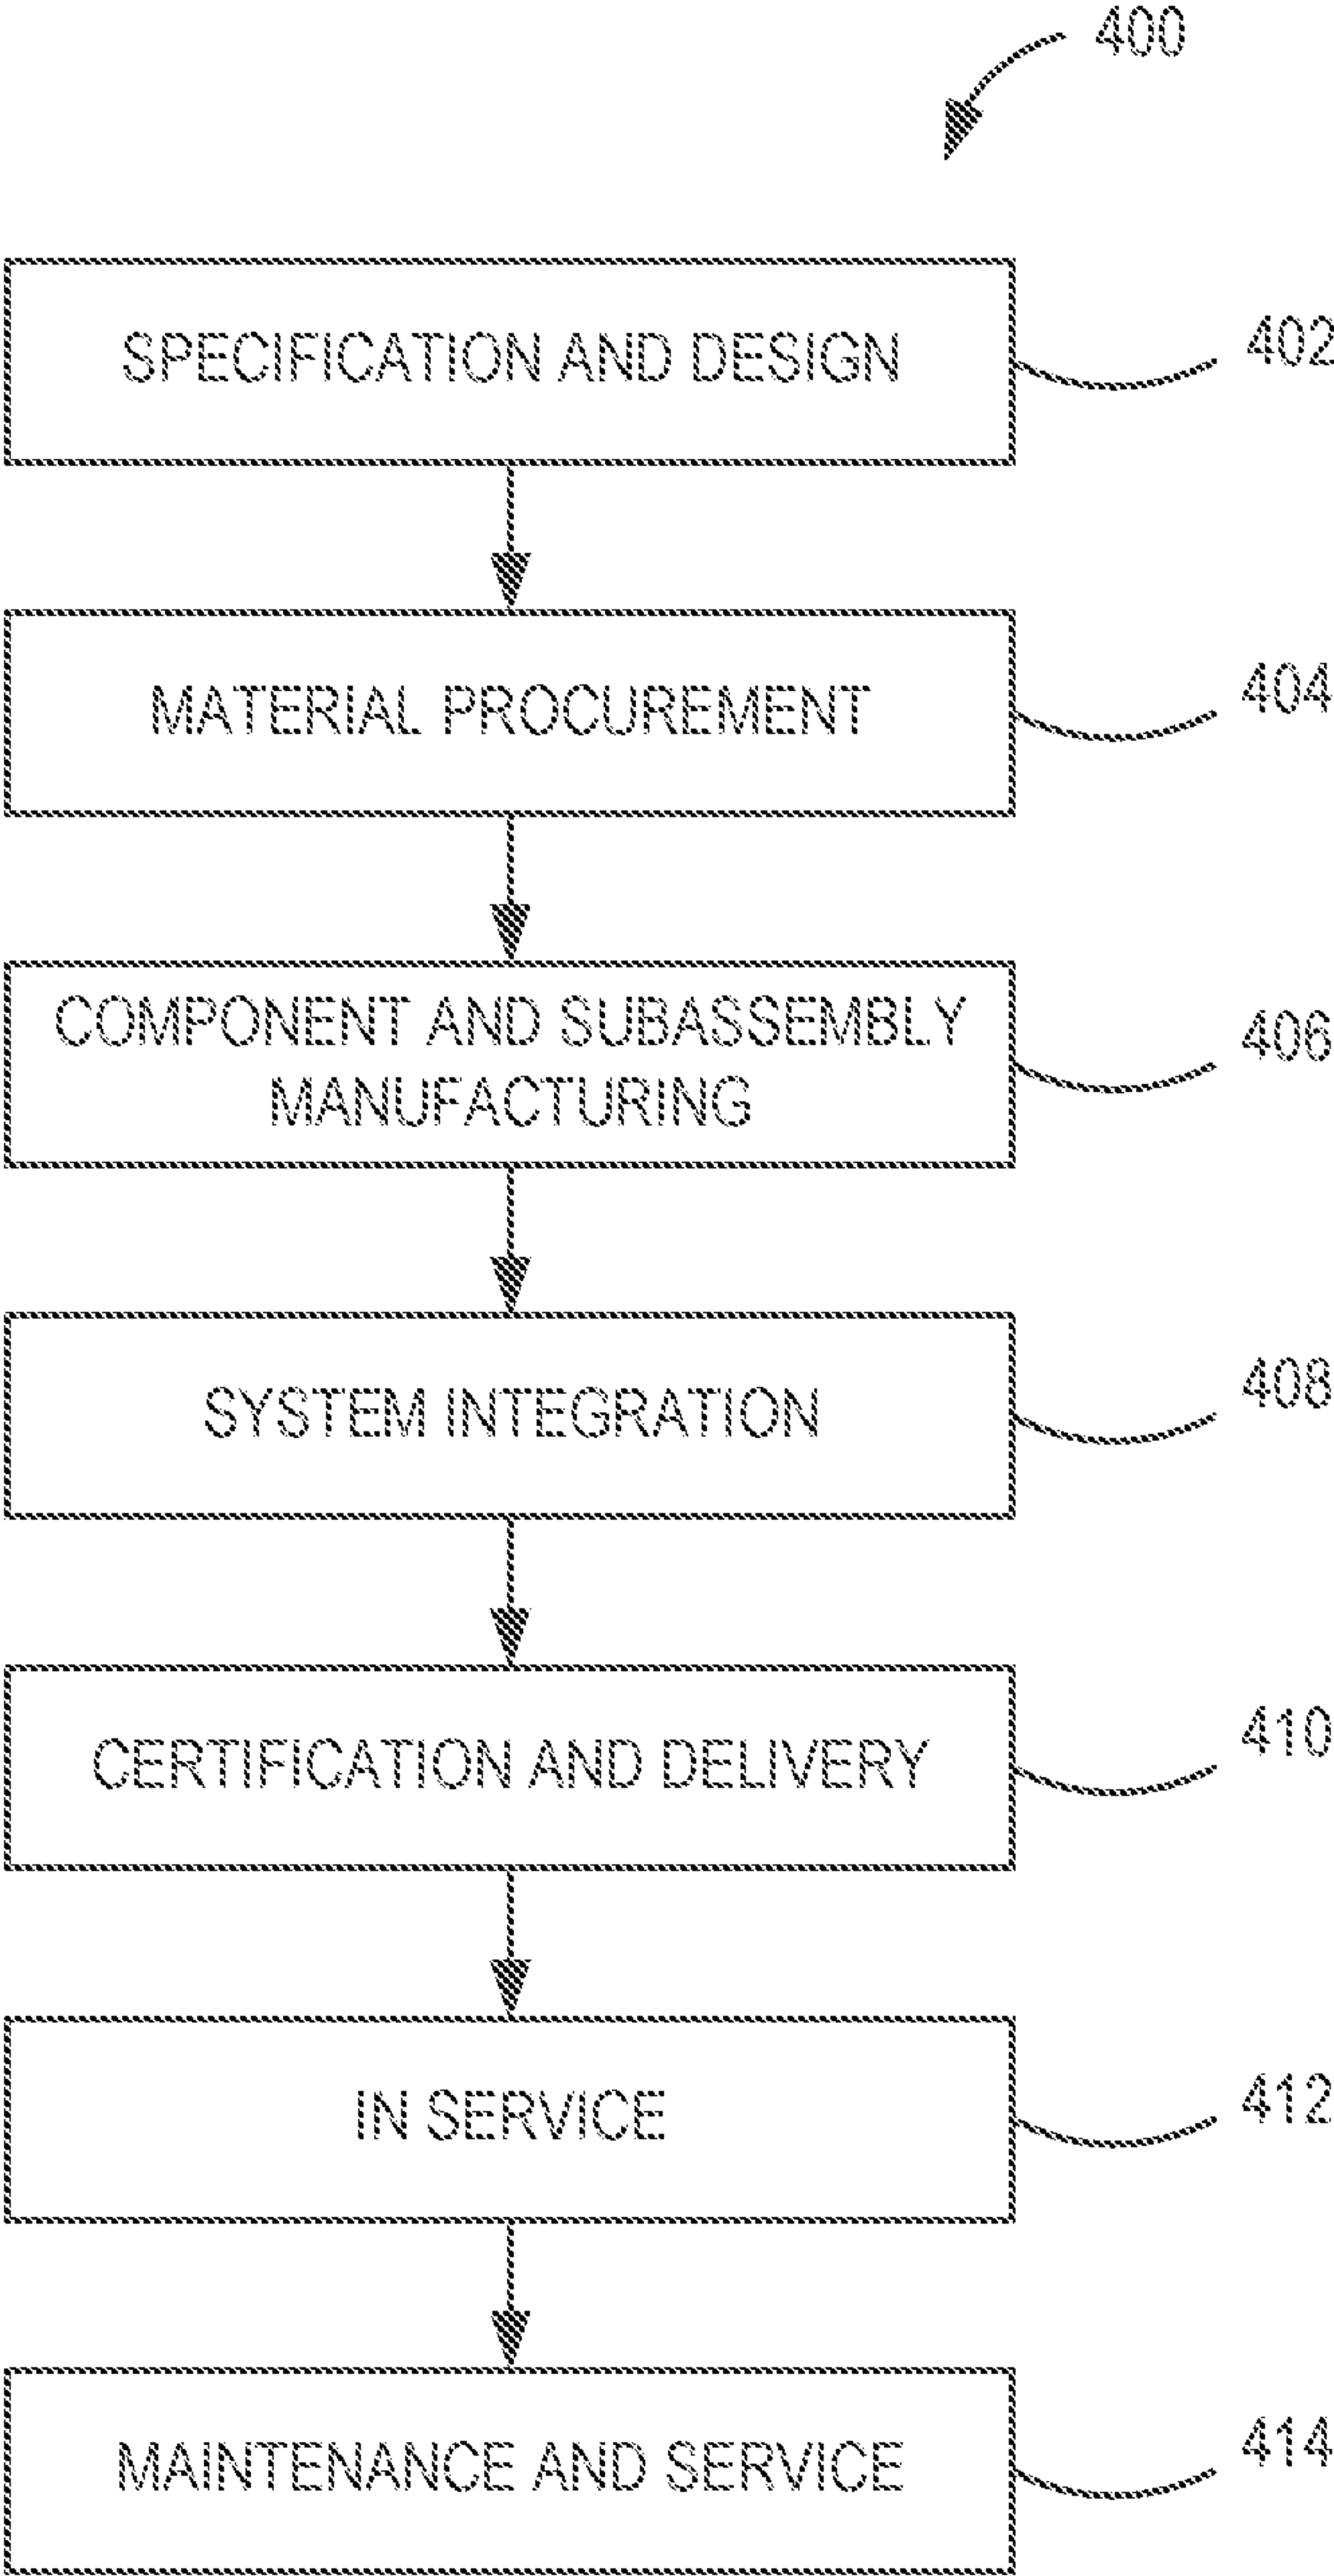 400
SPECIFICATION AND DESIGN
402
MATERIAL PROCUREMENT
404
COMPONENT AND SUBASSEMBLY
MANUFACTURING
406
SYSTEM INTEGRATION
408
CERTIFICATION AND DELIVERY
410
IN SERVICE
412
MAINTENANCE AND SERVICE
414